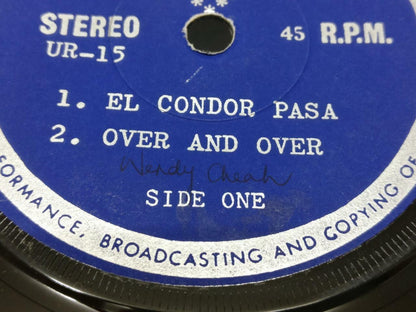 STEREO
UR-15
45 R.P.M.
1. EL CONDOR PASA
2. OVER AND OVER
Wendy Cheah
SIDE ONE
FORMANCE, BROADCASTING AND COPYING OF